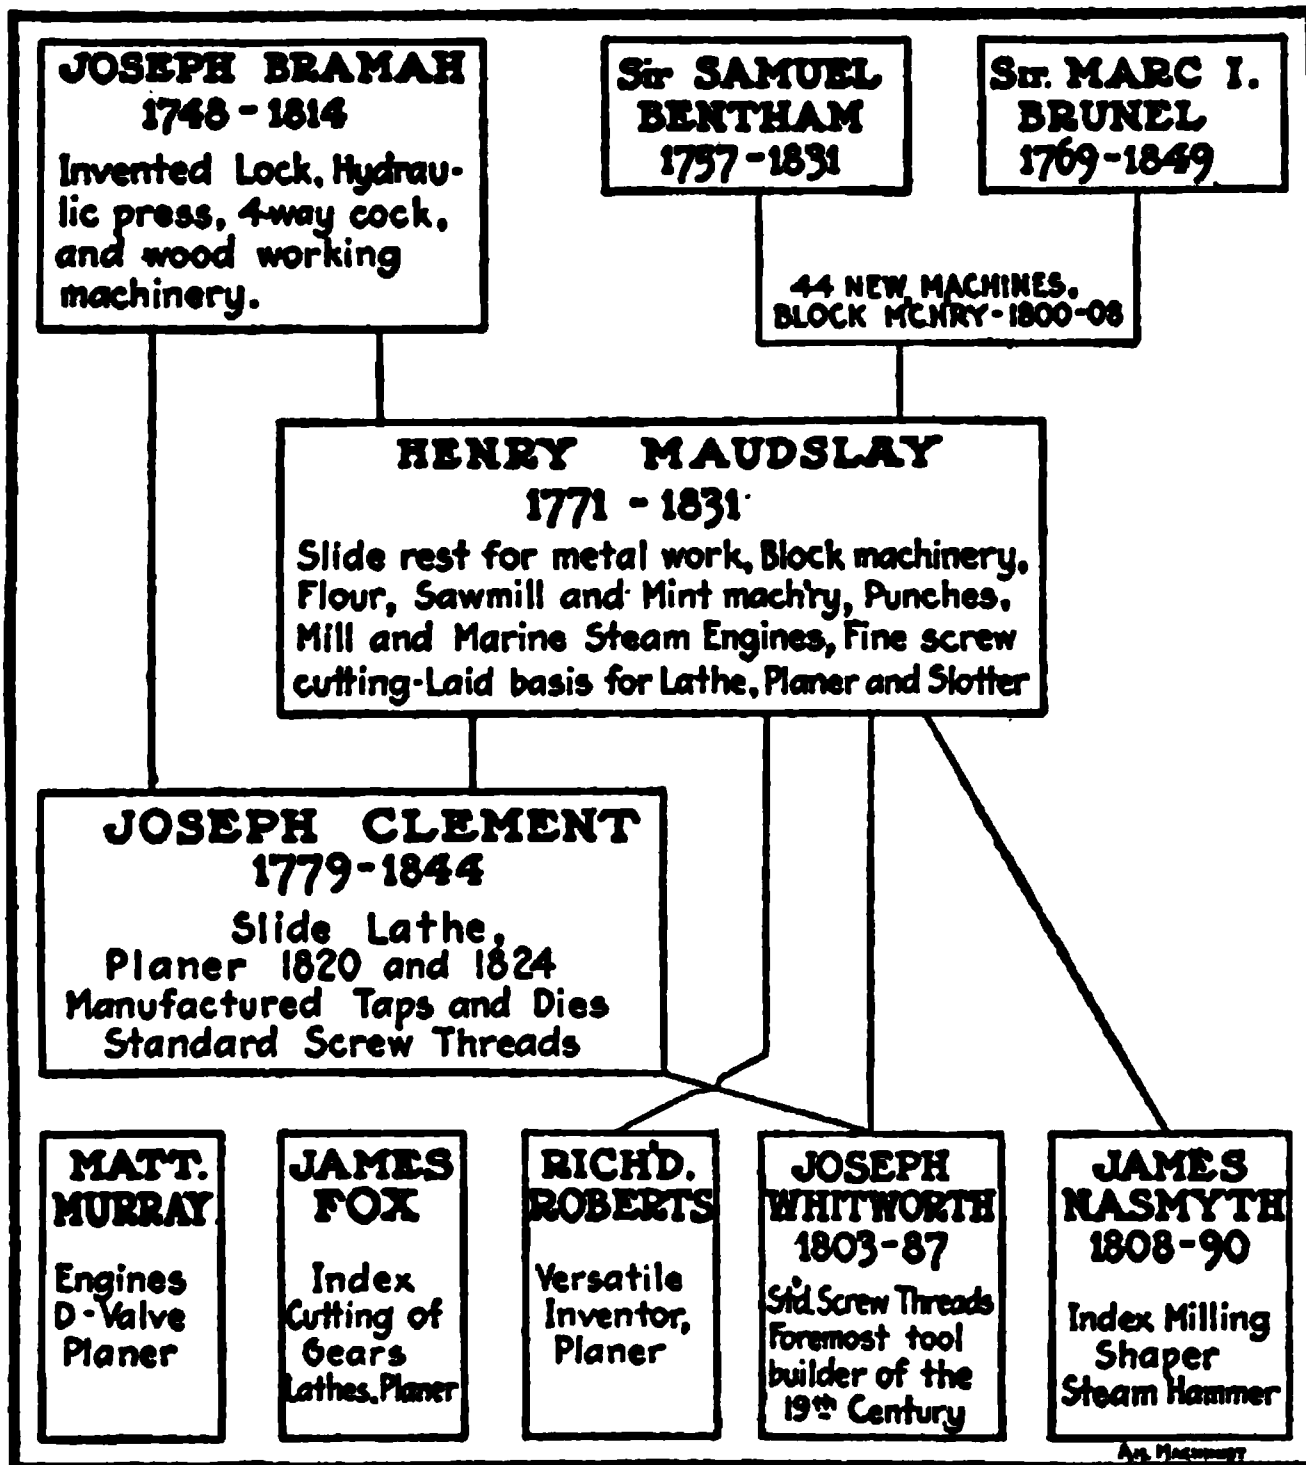 JOSEPH BRAMAH
1748-1814
Invented Lock, Hydrau-
lic press, 4-way cock,
and wood working
machinery.
Sir SAMUEL
BENTHAM
1757-1831
Sir. MARC I.
BRUNEL
1769-1849
44 NEW MACHINES.
BLOCK M'CHRY-1800-08
HENRY MAUDSLAY
1771-1831
Slide rest for metal work, Block machinery,
Flour, Sawmill and Mint mach'ry, Punches,
Mill and Marine Steam Engines, Fine screw
cutting-Laid basis for Lathe, Planer and Slotter
JOSEPH CLEMENT
1779-1844
Slide Lathe,
Planer 1820 and 1824
Manufactured Taps and Dies
Standard Screw Threads
MATT.
MURRAY
Engines
D-Valve
Planer
JAMES
FOX
Index
Cutting of
Gears
Lathes. Planer
RICH'D.
ROBERTS
Versatile
Inventor,
Planer
JOSEPH
WHITWORTH
1803-87
St'd. Screw Threads
Foremost tool
builder of the
19th Century
JAMES
NASMYTH
1808-90
Index Milling
Shaper
Steam Hammer
AM. MACHINIST